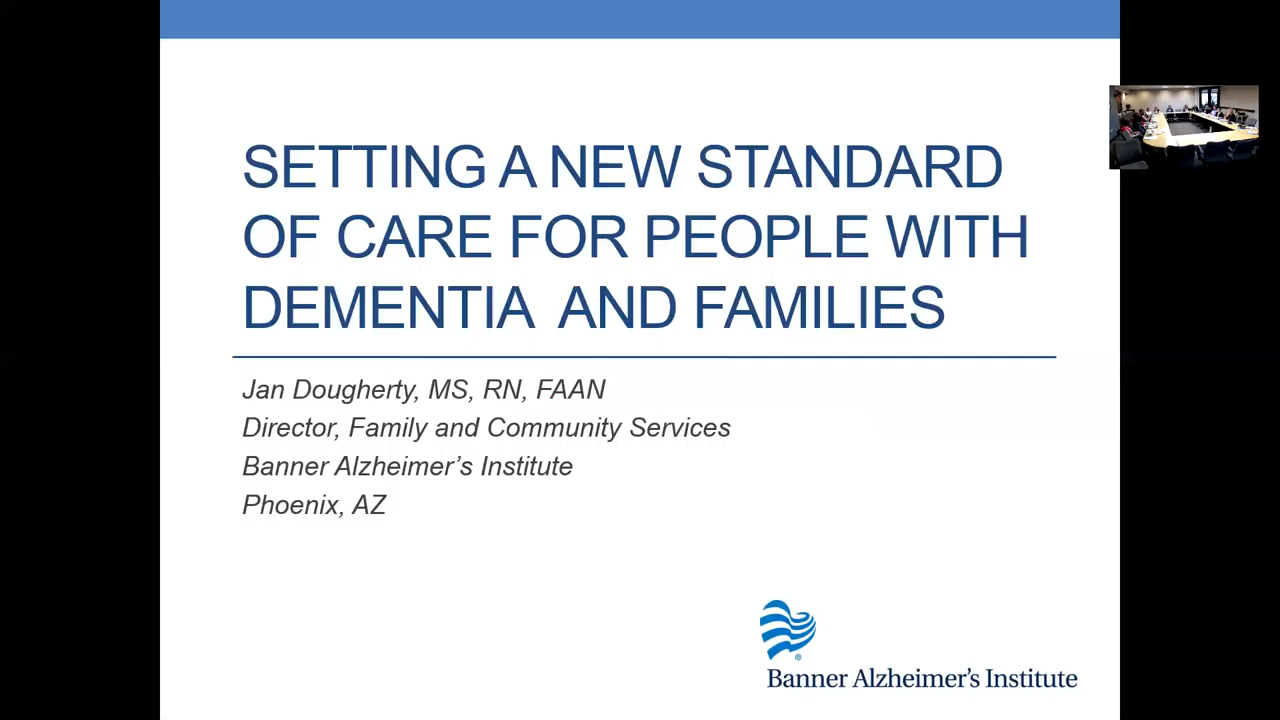 SETTING A NEW STANDARD
OF CARE FOR PEOPLE WITH
DEMENTIA AND FAMILIES
Jan Dougherty, MS, RN, FAAN
Director, Family and Community Services
Banner Alzheimer's Institute
Phoenix, AZ
®
Banner Alzheimer's Institute